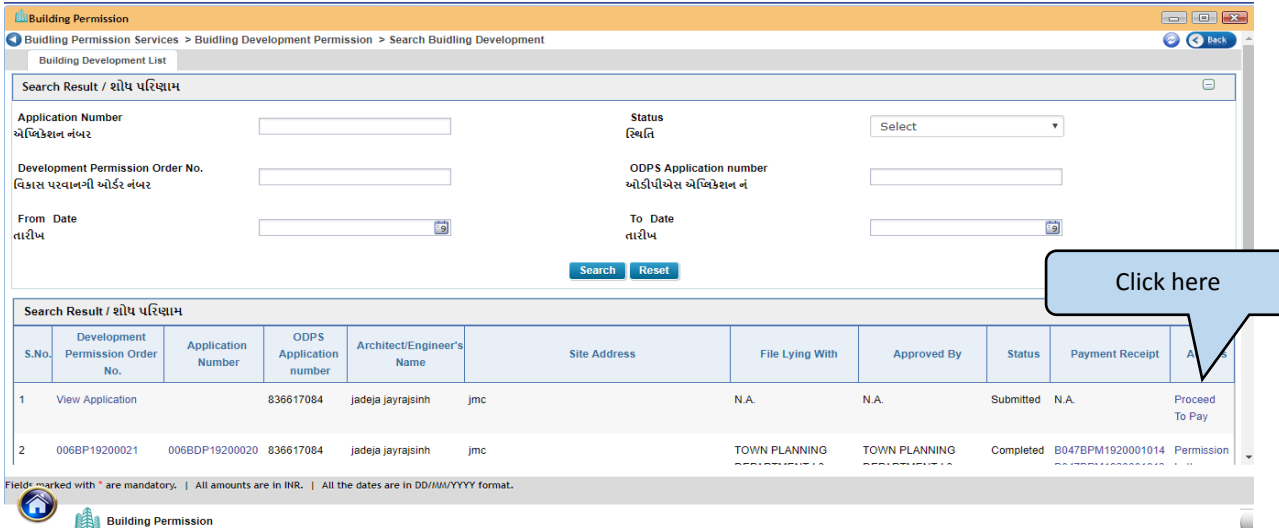 Building Permission
Buidling Permission Services > Buidling Development Permission > Search Buidling Development
Back
Building Development List
Search Result / શોધ પરિણામ
Application Number
એપ્લિકેશન નંબર
Status
સ્થિતિ
Select
Development Permission Order No.
વિકાસ પરવાનગી ઓર્ડર નંબર
ODPS Application number
ઓડીપીએસ એપ્લિકેશન નં
From Date
તારીખ
To Date
તારીખ
Search Reset
Click here
Search Result / શોધ પરિણામ
S.No. Development Permission Order No. Application Number ODPS Application number Architect/Engineer's Name Site Address File Lying With Approved By Status Payment Receipt
1 View Application 836617084 jadeja jayrajsinh jmc N.A. N.A. Submitted N.A. Proceed To Pay
2 006BP19200021 006BDP19200020 836617084 jadeja jayrajsinh jmc TOWN PLANNING TOWN PLANNING Completed B047BPM1920001014 Permission
Fields marked with * are mandatory. | All amounts are in INR. | All the dates are in DD/MM/YYYY format.
Building Permission